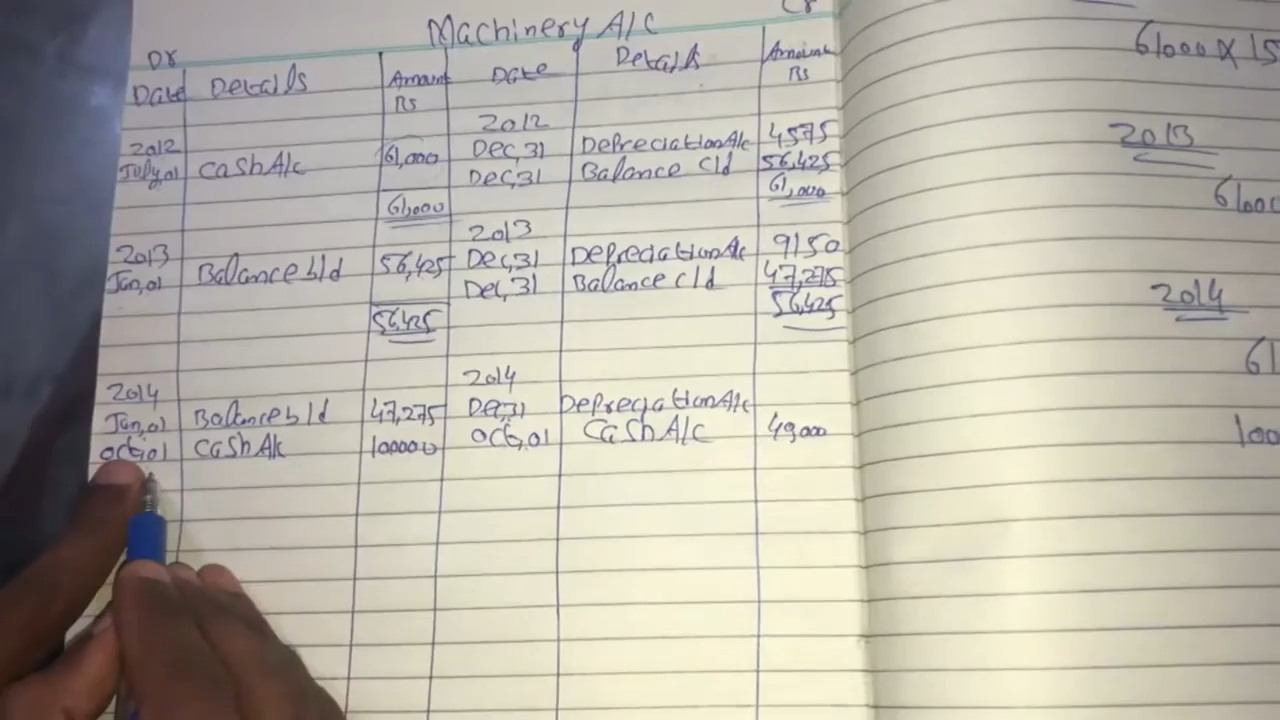 Machinery A/C
Dr Cr
Date Details Amount Rs Date Details Amount Rs
2012 2012
July,01 Cash A/c 61,000 Dec,31 Depreciation A/c 4575
Dec,31 Balance c/d 56,425
61,000 61,000
2013 2013
Jan,01 Balance b/d 56,425 Dec,31 Depreciation A/c 9150
Dec,31 Balance c/d 47,275
56,425 56,425
2014 2014
Jan,01 Balance b/d 47,275 Dec,31 Depreciation A/c
Oct,01 Cash A/c 100000 Oct,01 Cash A/c 49000
61000 X 15
2013
61000
2014
61
100